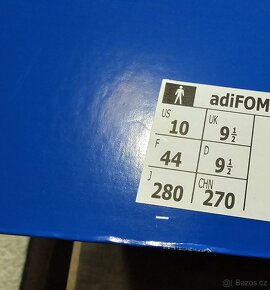 adiFOM
US UK
10 9 1/2
F D
44 9 1/2
J CHN
280 270
Bazos.cz